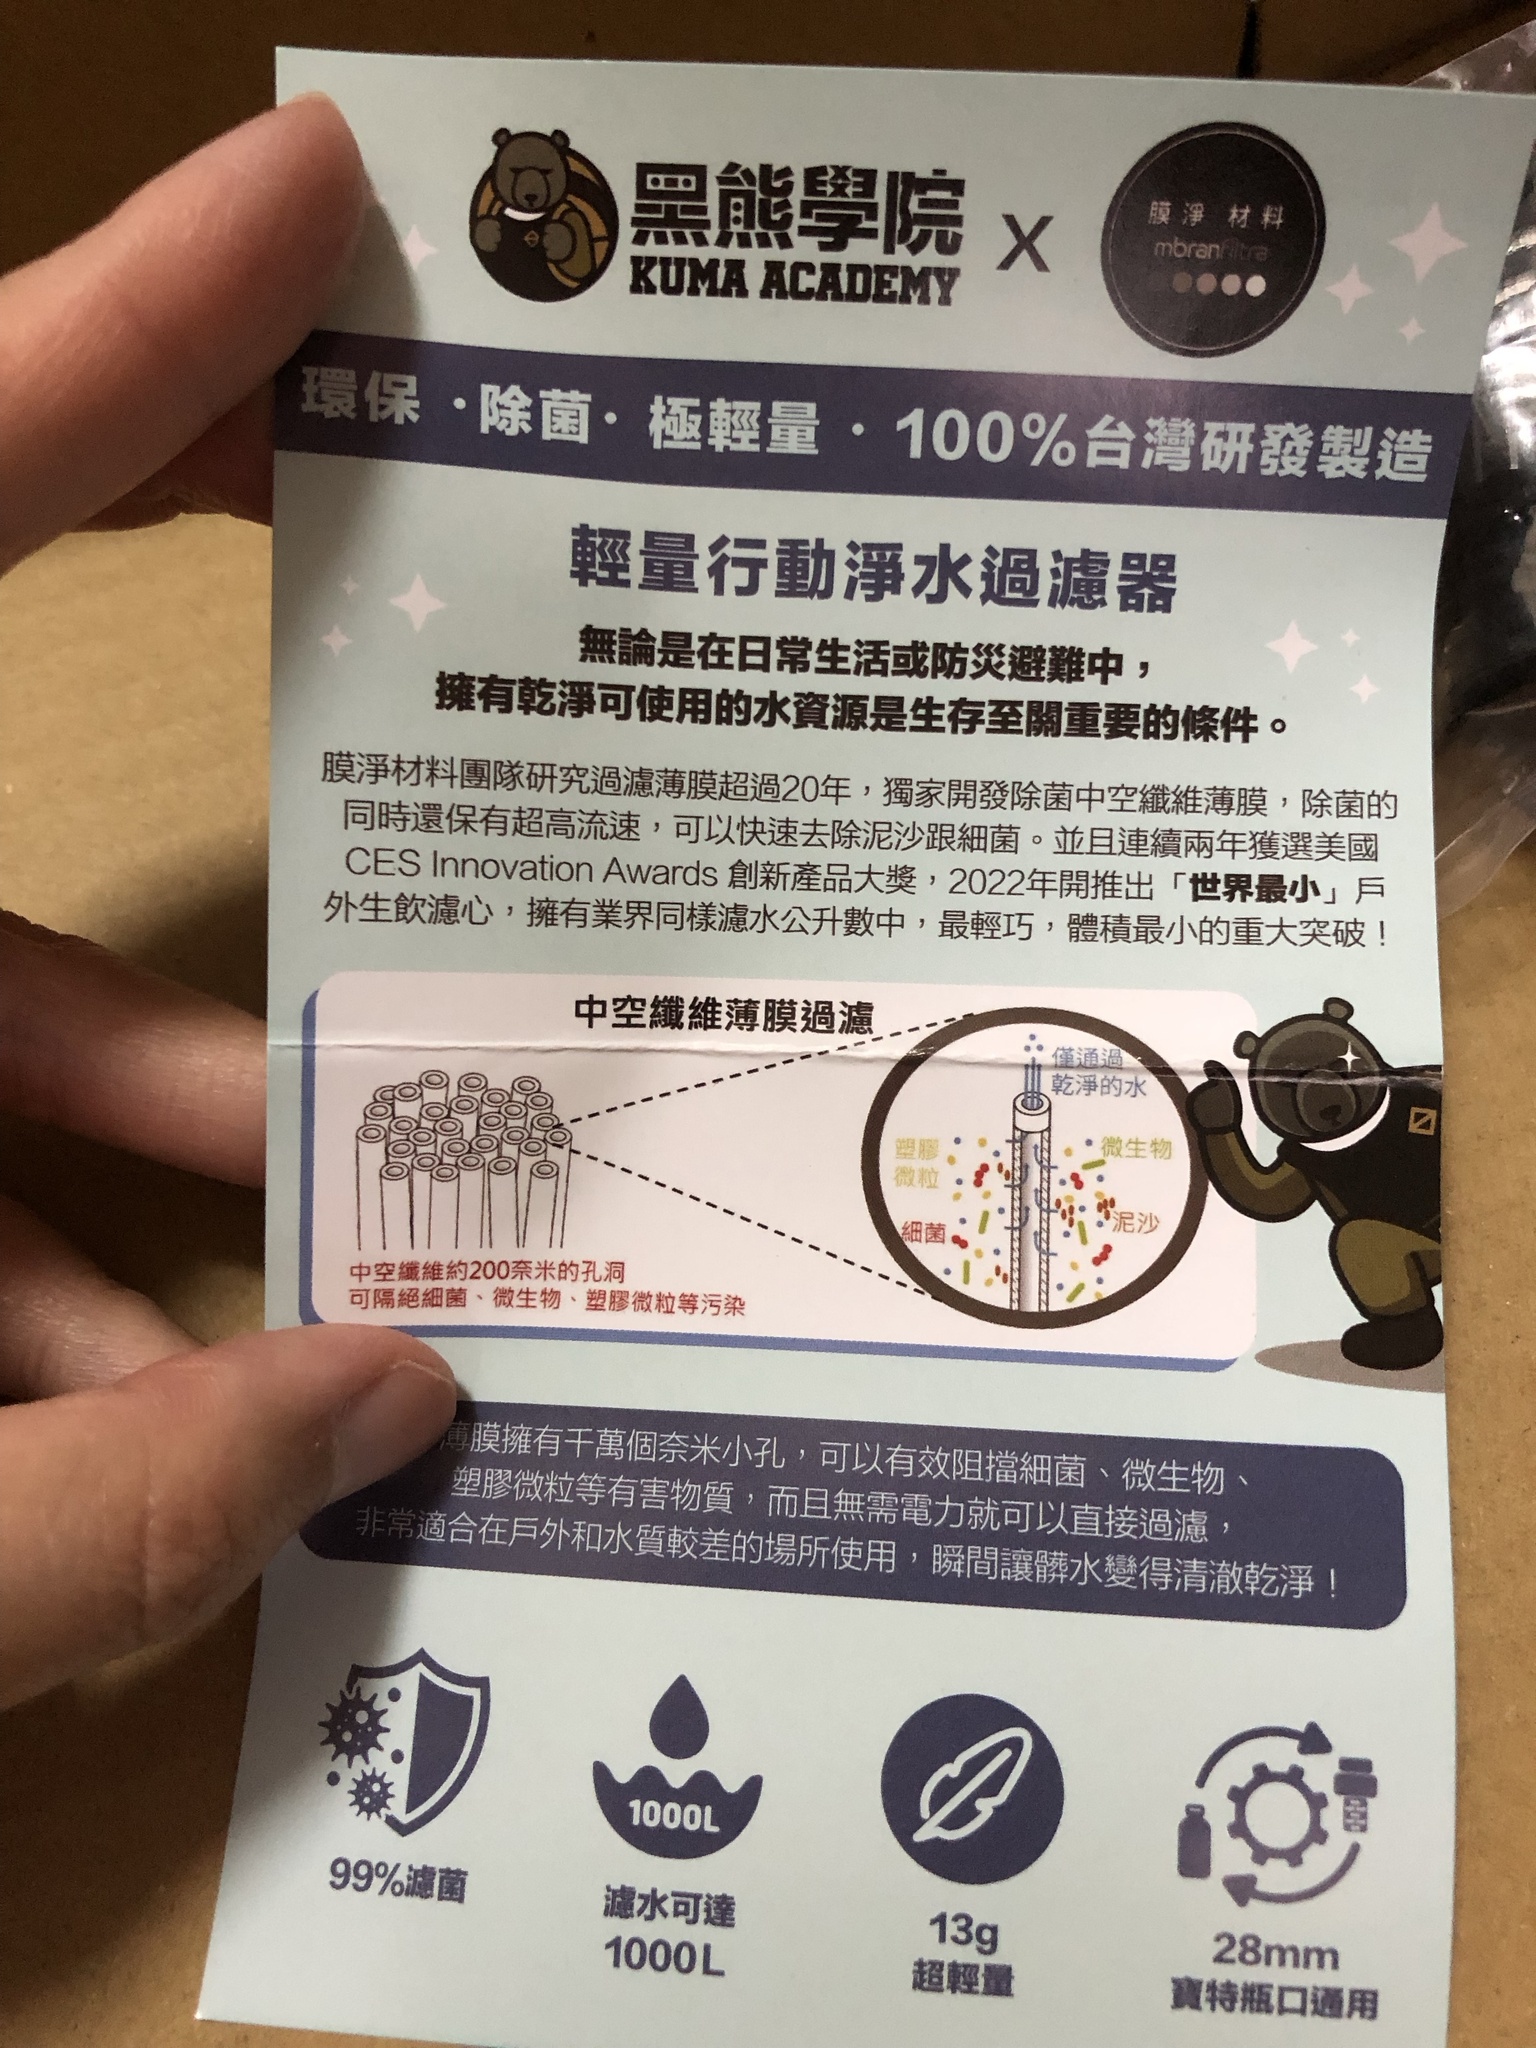 黑熊學院
KUMA ACADEMY
X
膜淨 材料
mbranfiltra
環保・除菌・極輕量・100%台灣研發製造
輕量行動淨水過濾器
無論是在日常生活或防災避難中，
擁有乾淨可使用的水資源是生存至關重要的條件。
膜淨材料團隊研究過濾薄膜超過20年，獨家開發除菌中空纖維薄膜，除菌的
同時還保有超高流速，可以快速去除泥沙跟細菌。並且連續兩年獲選美國
CES Innovation Awards 創新產品大獎，2022年開推出「世界最小」戶
外生飲濾心，擁有業界同樣濾水公升數中，最輕巧，體積最小的重大突破！
中空纖維薄膜過濾
僅通過
乾淨的水
塑膠
微粒
微生物
細菌
泥沙
中空纖維約200奈米的孔洞
可隔絕細菌、微生物、塑膠微粒等污染
薄膜擁有千萬個奈米小孔，可以有效阻擋細菌、微生物、
塑膠微粒等有害物質，而且無需電力就可以直接過濾，
非常適合在戶外和水質較差的場所使用，瞬間讓髒水變得清澈乾淨！
1000L
99%濾菌
濾水可達
1000L
13g
超輕量
28mm
寶特瓶口通用